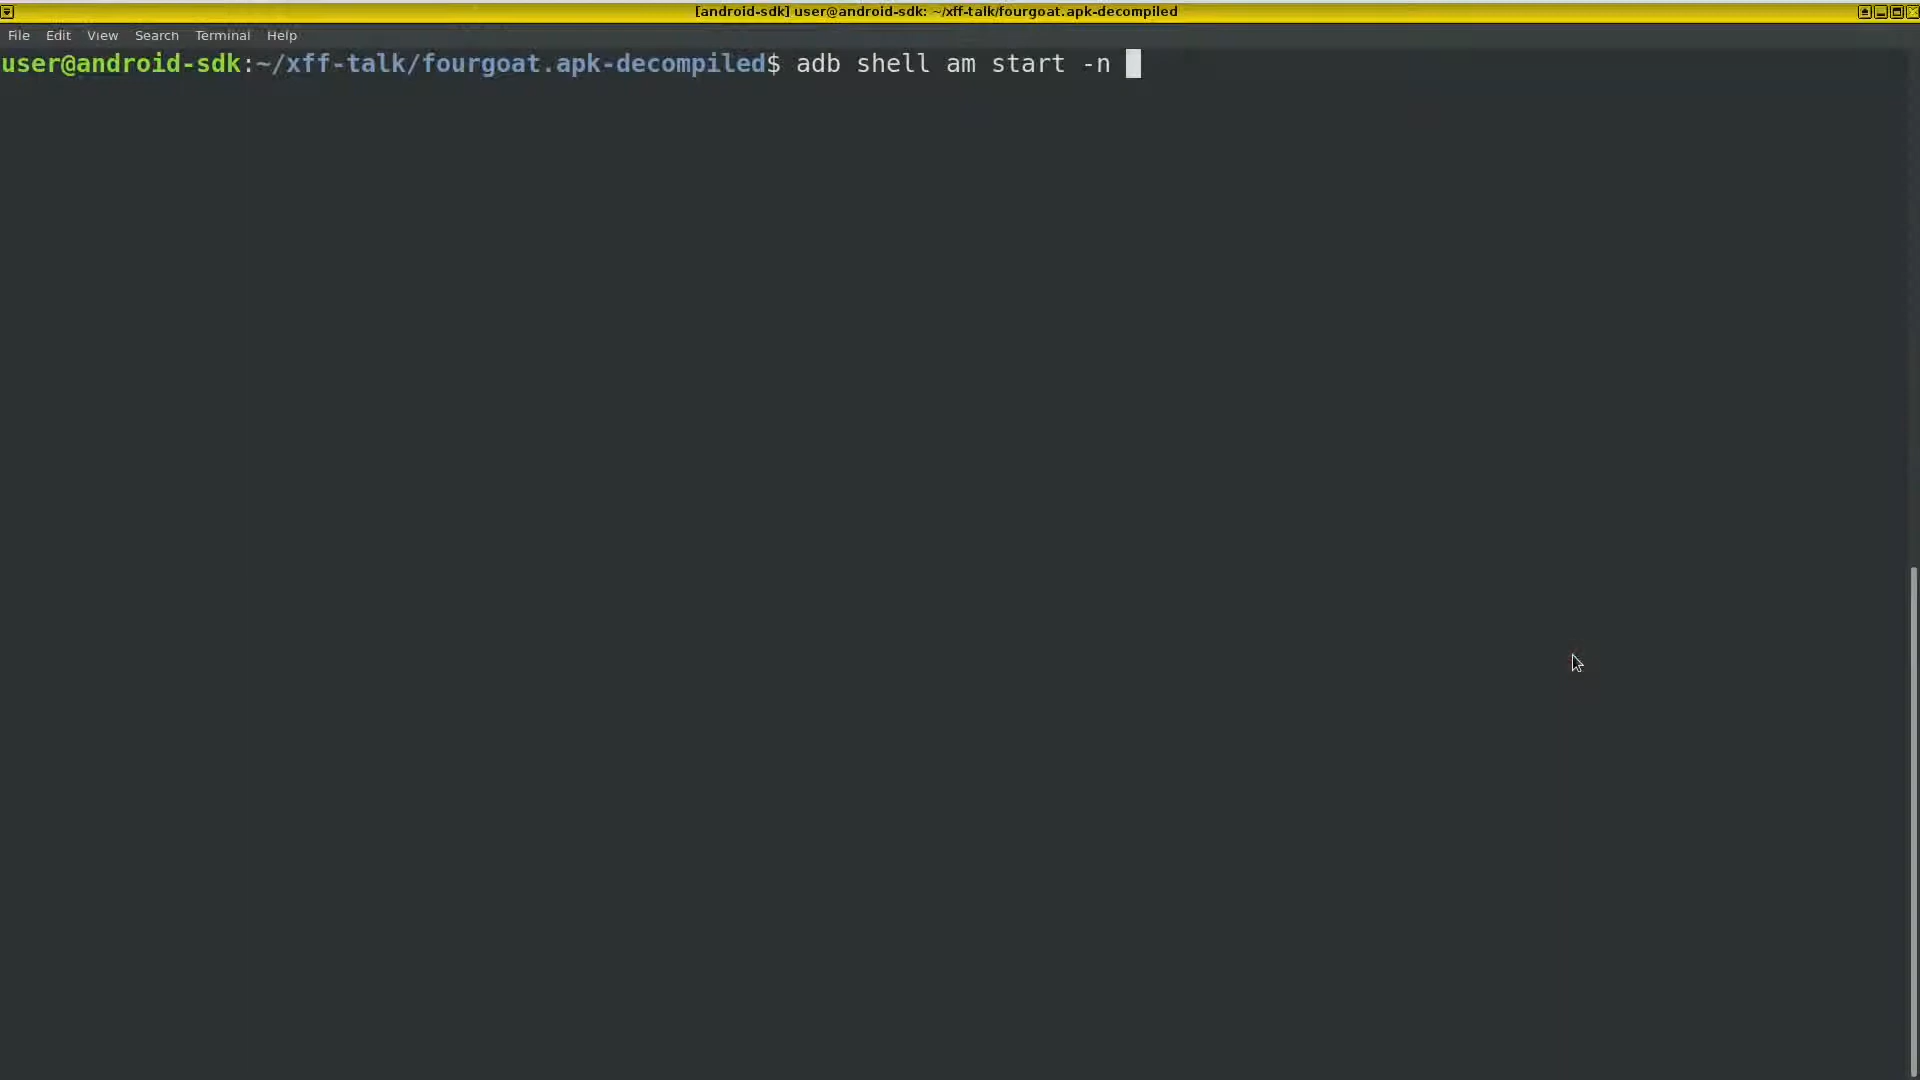 [android-sdk] user@android-sdk: ~/xff-talk/fourgoat.apk-decompiled
File Edit View Search Terminal Help
user@android-sdk:~/xff-talk/fourgoat.apk-decompiled$ adb shell am start -n